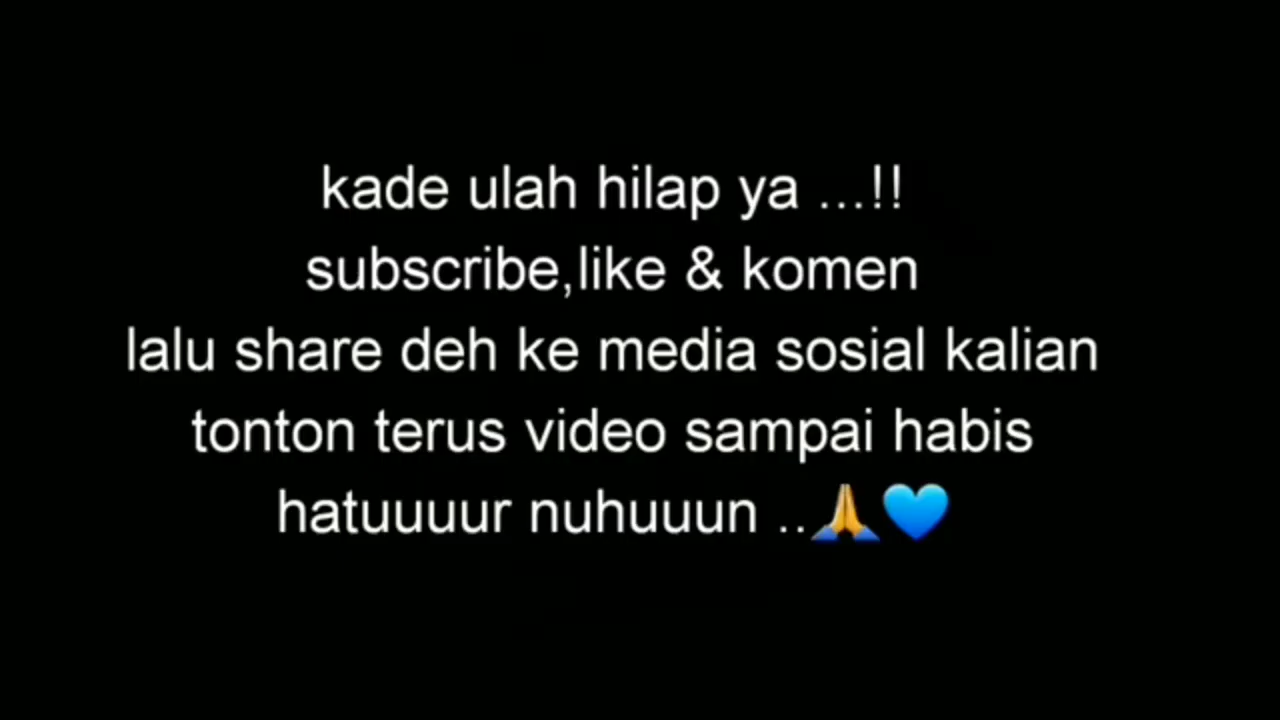 kade ulah hilap ya ...!!
subscribe,like & komen
lalu share deh ke media sosial kalian
tonton terus video sampai habis
hatuuuur nuhuuun ..🙏💙